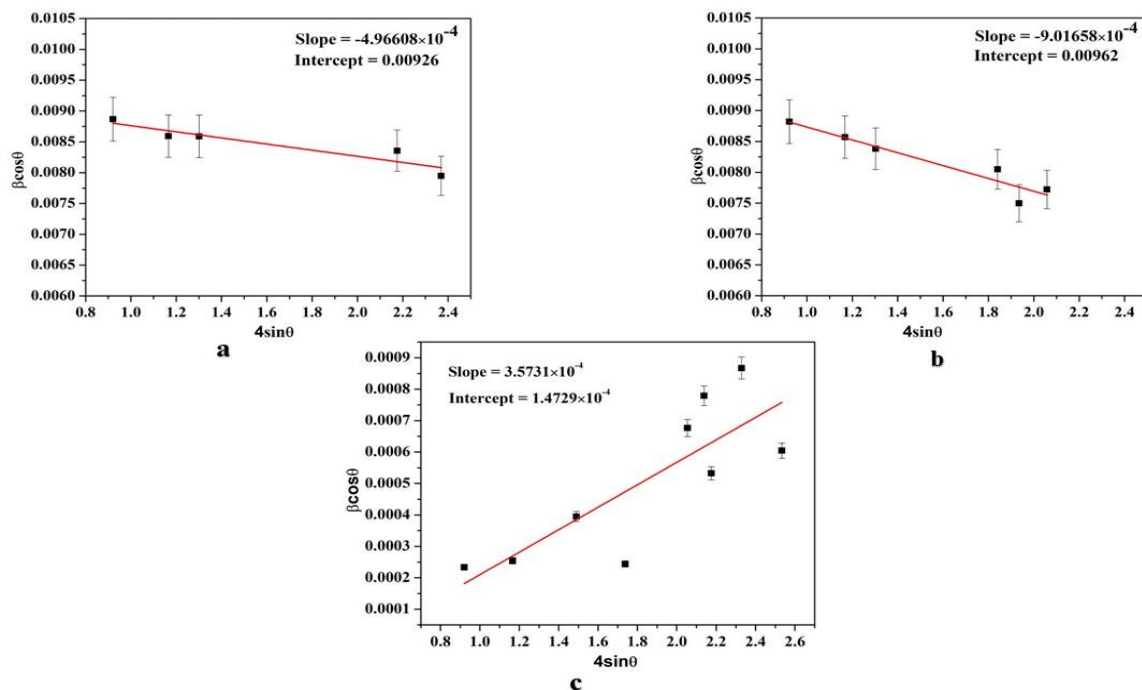 0.0105
0.0100
0.0095
0.0090
0.0085
0.0080
0.0075
0.0070
0.0065
0.0060
βcosθ
Slope = -4.96608×10⁻⁴
Intercept = 0.00926
0.8 1.0 1.2 1.4 1.6 1.8 2.0 2.2 2.4
4sinθ
a
0.0105
0.0100
0.0095
0.0090
0.0085
0.0080
0.0075
0.0070
0.0065
0.0060
βcosθ
Slope = -9.01658×10⁻⁴
Intercept = 0.00962
0.8 1.0 1.2 1.4 1.6 1.8 2.0 2.2 2.4
4sinθ
b
0.0009
0.0008
0.0007
0.0006
0.0005
0.0004
0.0003
0.0002
0.0001
βcosθ
Slope = 3.5731×10⁻⁴
Intercept = 1.4729×10⁻⁴
0.8 1.0 1.2 1.4 1.6 1.8 2.0 2.2 2.4 2.6
4sinθ
c